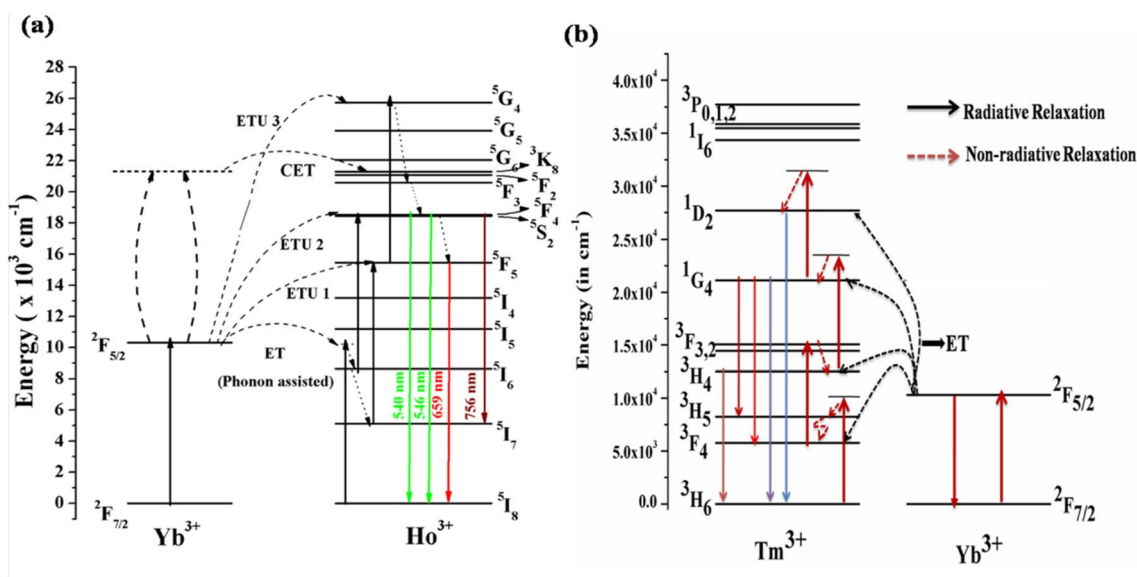 (a)
Energy ( x 10³ cm⁻¹)
28
26
24
22
20
18
16
14
12
10
8
6
4
2
0
²F₅/₂
²F₇/₂
Yb³⁺
ETU 3
CET
ETU 2
ETU 1
ET
(Phonon assisted)
⁵G₄
⁵G₅
⁵G₆
³K₈
⁵F₂
⁵F₃
⁵F₄
⁵S₂
⁵F₅
⁵I₄
⁵I₅
⁵I₆
⁵I₇
⁵I₈
540 nm
546 nm
659 nm
756 nm
Ho³⁺
(b)
Energy (in cm⁻¹)
4.0x10⁴
3.5x10⁴
3.0x10⁴
2.5x10⁴
2.0x10⁴
1.5x10⁴
1.0x10⁴
5.0x10³
0.0
³P₀,₁,₂
¹I₆
¹D₂
¹G₄
³F₃,₂
³H₄
³H₅
³F₄
³H₆
Tm³⁺
Radiative Relaxation
Non-radiative Relaxation
ET
²F₅/₂
²F₇/₂
Yb³⁺